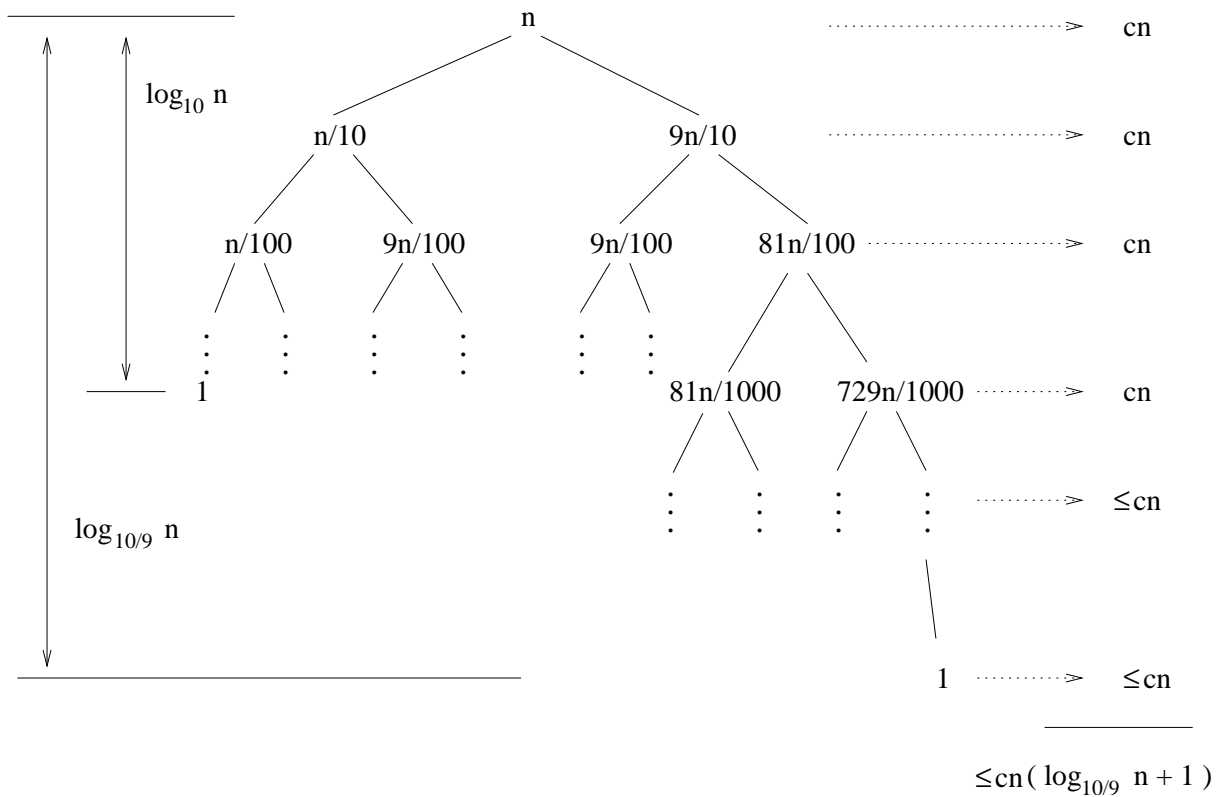 n cn
log₁₀ n
n/10 9n/10 cn
n/100 9n/100 9n/100 81n/100 cn
1 81n/1000 729n/1000 cn
≤cn
log₁₀/₉ n
1 ≤cn
≤cn ( log₁₀/₉ n + 1 )